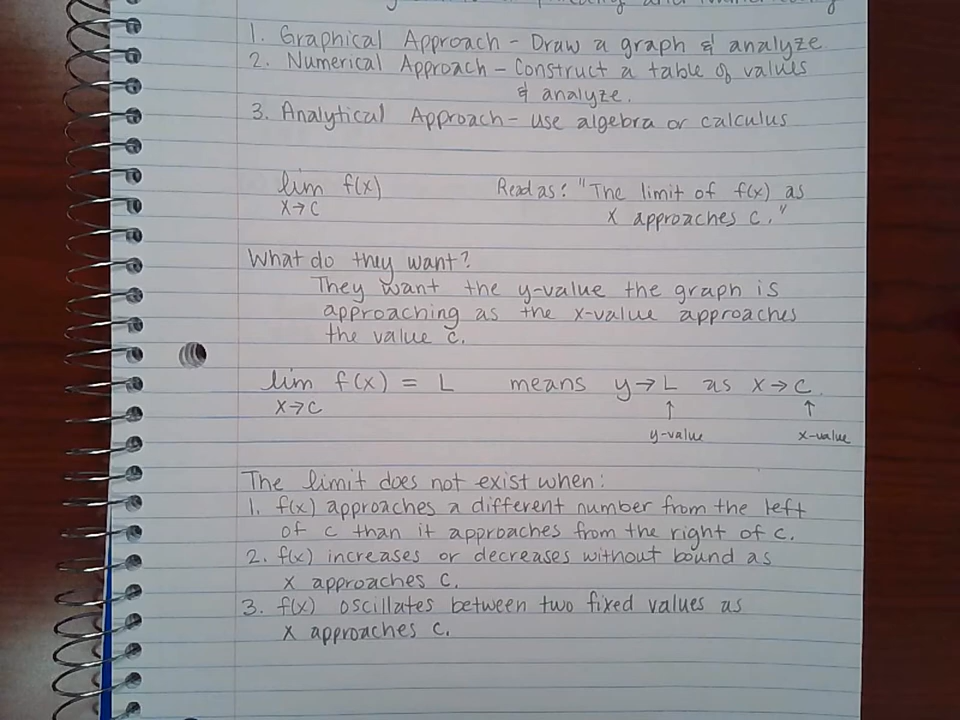 and
1. Graphical Approach - Draw a graph & analyze
2. Numerical Approach - Construct a table of values
& analyze.
3. Analytical Approach - use algebra or calculus
lim f(x) Read as: "The limit of f(x) as
x→c x approaches c."
What do they want?
They want the y-value the graph is
approaching as the x-value approaches
the value c.
lim f(x) = L means y→L as x→c.
x→c ↑ ↑
y-value x-value
The limit does not exist when:
1. f(x) approaches a different number from the left
of c than it approaches from the right of c.
2. f(x) increases or decreases without bound as
x approaches c.
3. f(x) oscillates between two fixed values as
x approaches c.